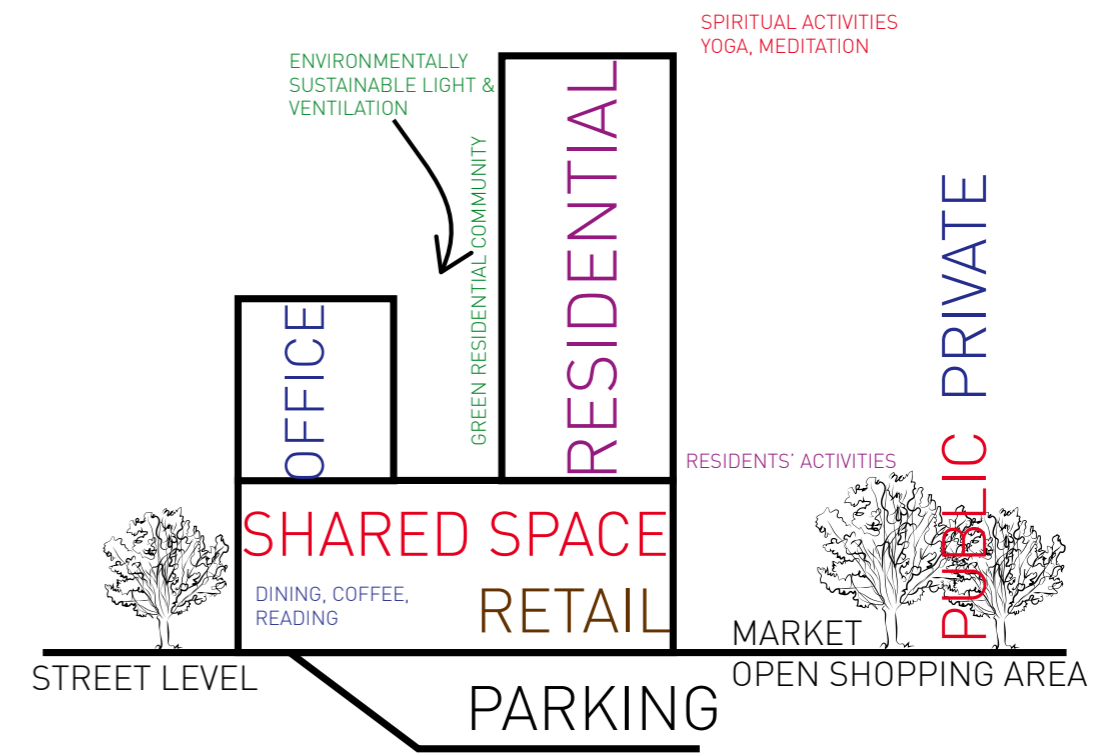 SPIRITUAL ACTIVITIES
YOGA, MEDITATION
ENVIRONMENTALLY
SUSTAINABLE LIGHT &
VENTILATION
GREEN RESIDENTIAL COMMUNITY
RESIDENTIAL
PRIVATE
OFFICE
RESIDENTS' ACTIVITIES
PUBLIC
SHARED SPACE
DINING, COFFEE,
READING
RETAIL
MARKET
STREET LEVEL
OPEN SHOPPING AREA
PARKING